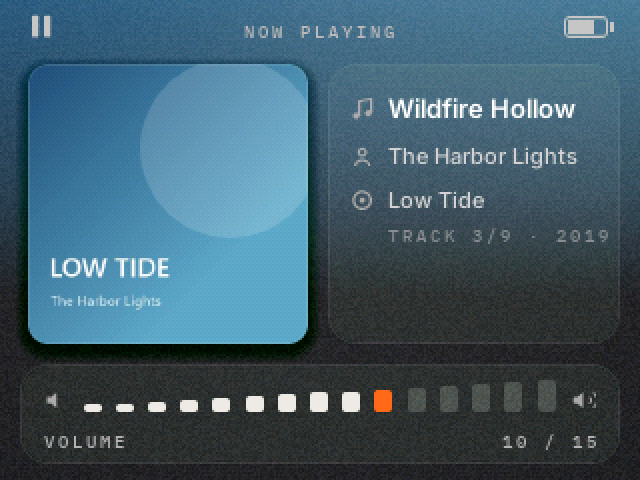 NOW PLAYING
LOW TIDE
The Harbor Lights
Wildfire Hollow
The Harbor Lights
Low Tide
TRACK 3/9 · 2019
VOLUME
10 / 15